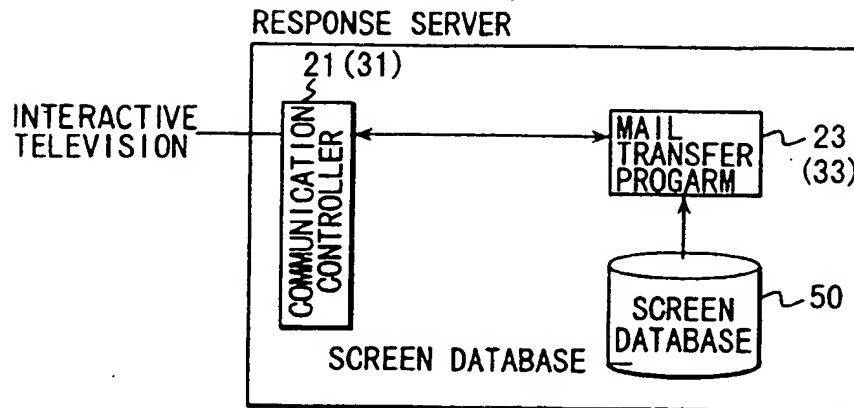 RESPONSE SERVER
21 (31)
INTERACTIVE
TELEVISION
COMMUNICATION
CONTROLLER
MAIL
TRANSFER
PROGARM
23
(33)
SCREEN
DATABASE
50
SCREEN DATABASE